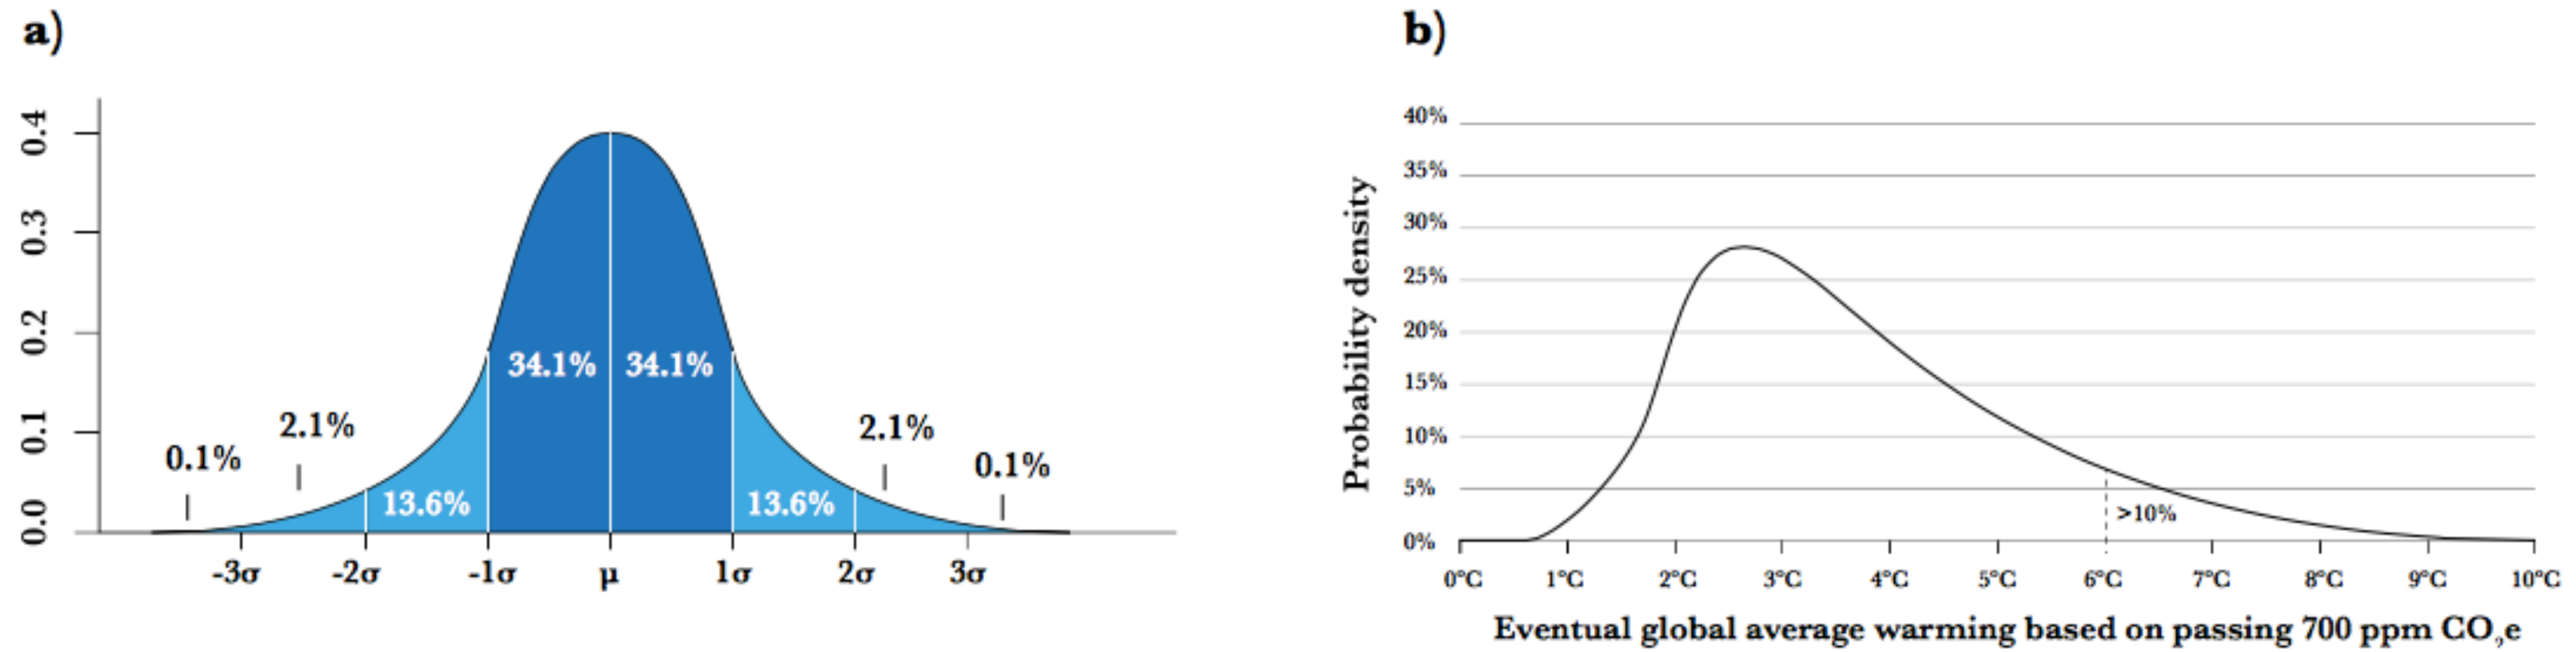 a)
0.4
0.3
0.2
0.1
0.0
0.1%
2.1%
13.6%
34.1%
34.1%
13.6%
2.1%
0.1%
-3σ
-2σ
-1σ
μ
1σ
2σ
3σ
b)
Probability density
40%
35%
30%
25%
20%
15%
10%
5%
0%
>10%
0°C
1°C
2°C
3°C
4°C
5°C
6°C
7°C
8°C
9°C
10°C
Eventual global average warming based on passing 700 ppm CO₂e